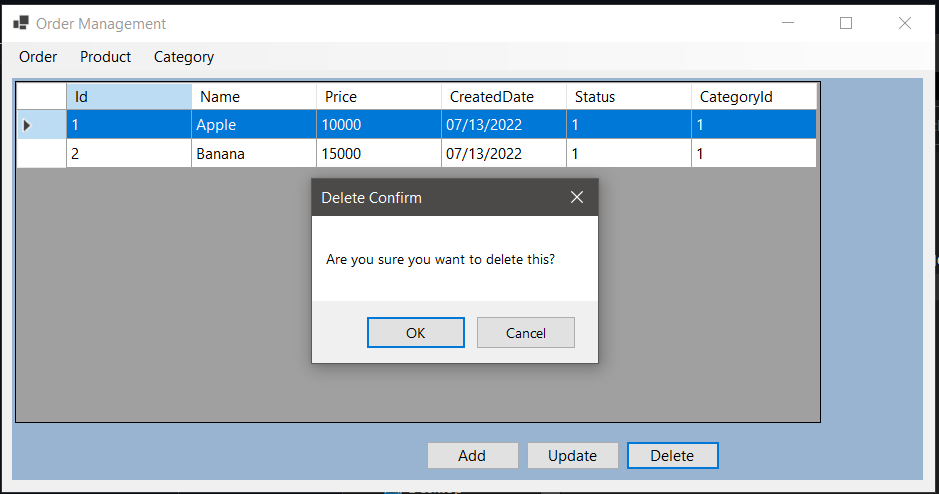 Order Management
Order Product Category
Id Name Price CreatedDate Status CategoryId
1 Apple 10000 07/13/2022 1 1
2 Banana 15000 07/13/2022 1 1
Delete Confirm
Are you sure you want to delete this?
OK Cancel
Add Update Delete